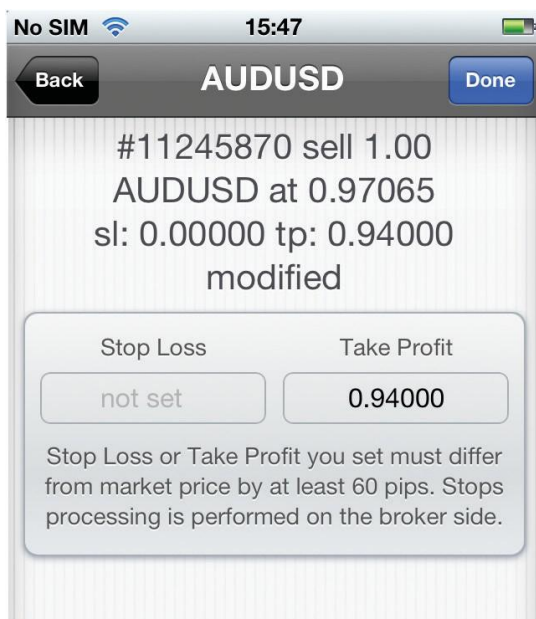 No SIM 15:47
Back AUDUSD Done
#11245870 sell 1.00
AUDUSD at 0.97065
sl: 0.00000 tp: 0.94000
modified
Stop Loss Take Profit
not set 0.94000
Stop Loss or Take Profit you set must differ
from market price by at least 60 pips. Stops
processing is performed on the broker side.